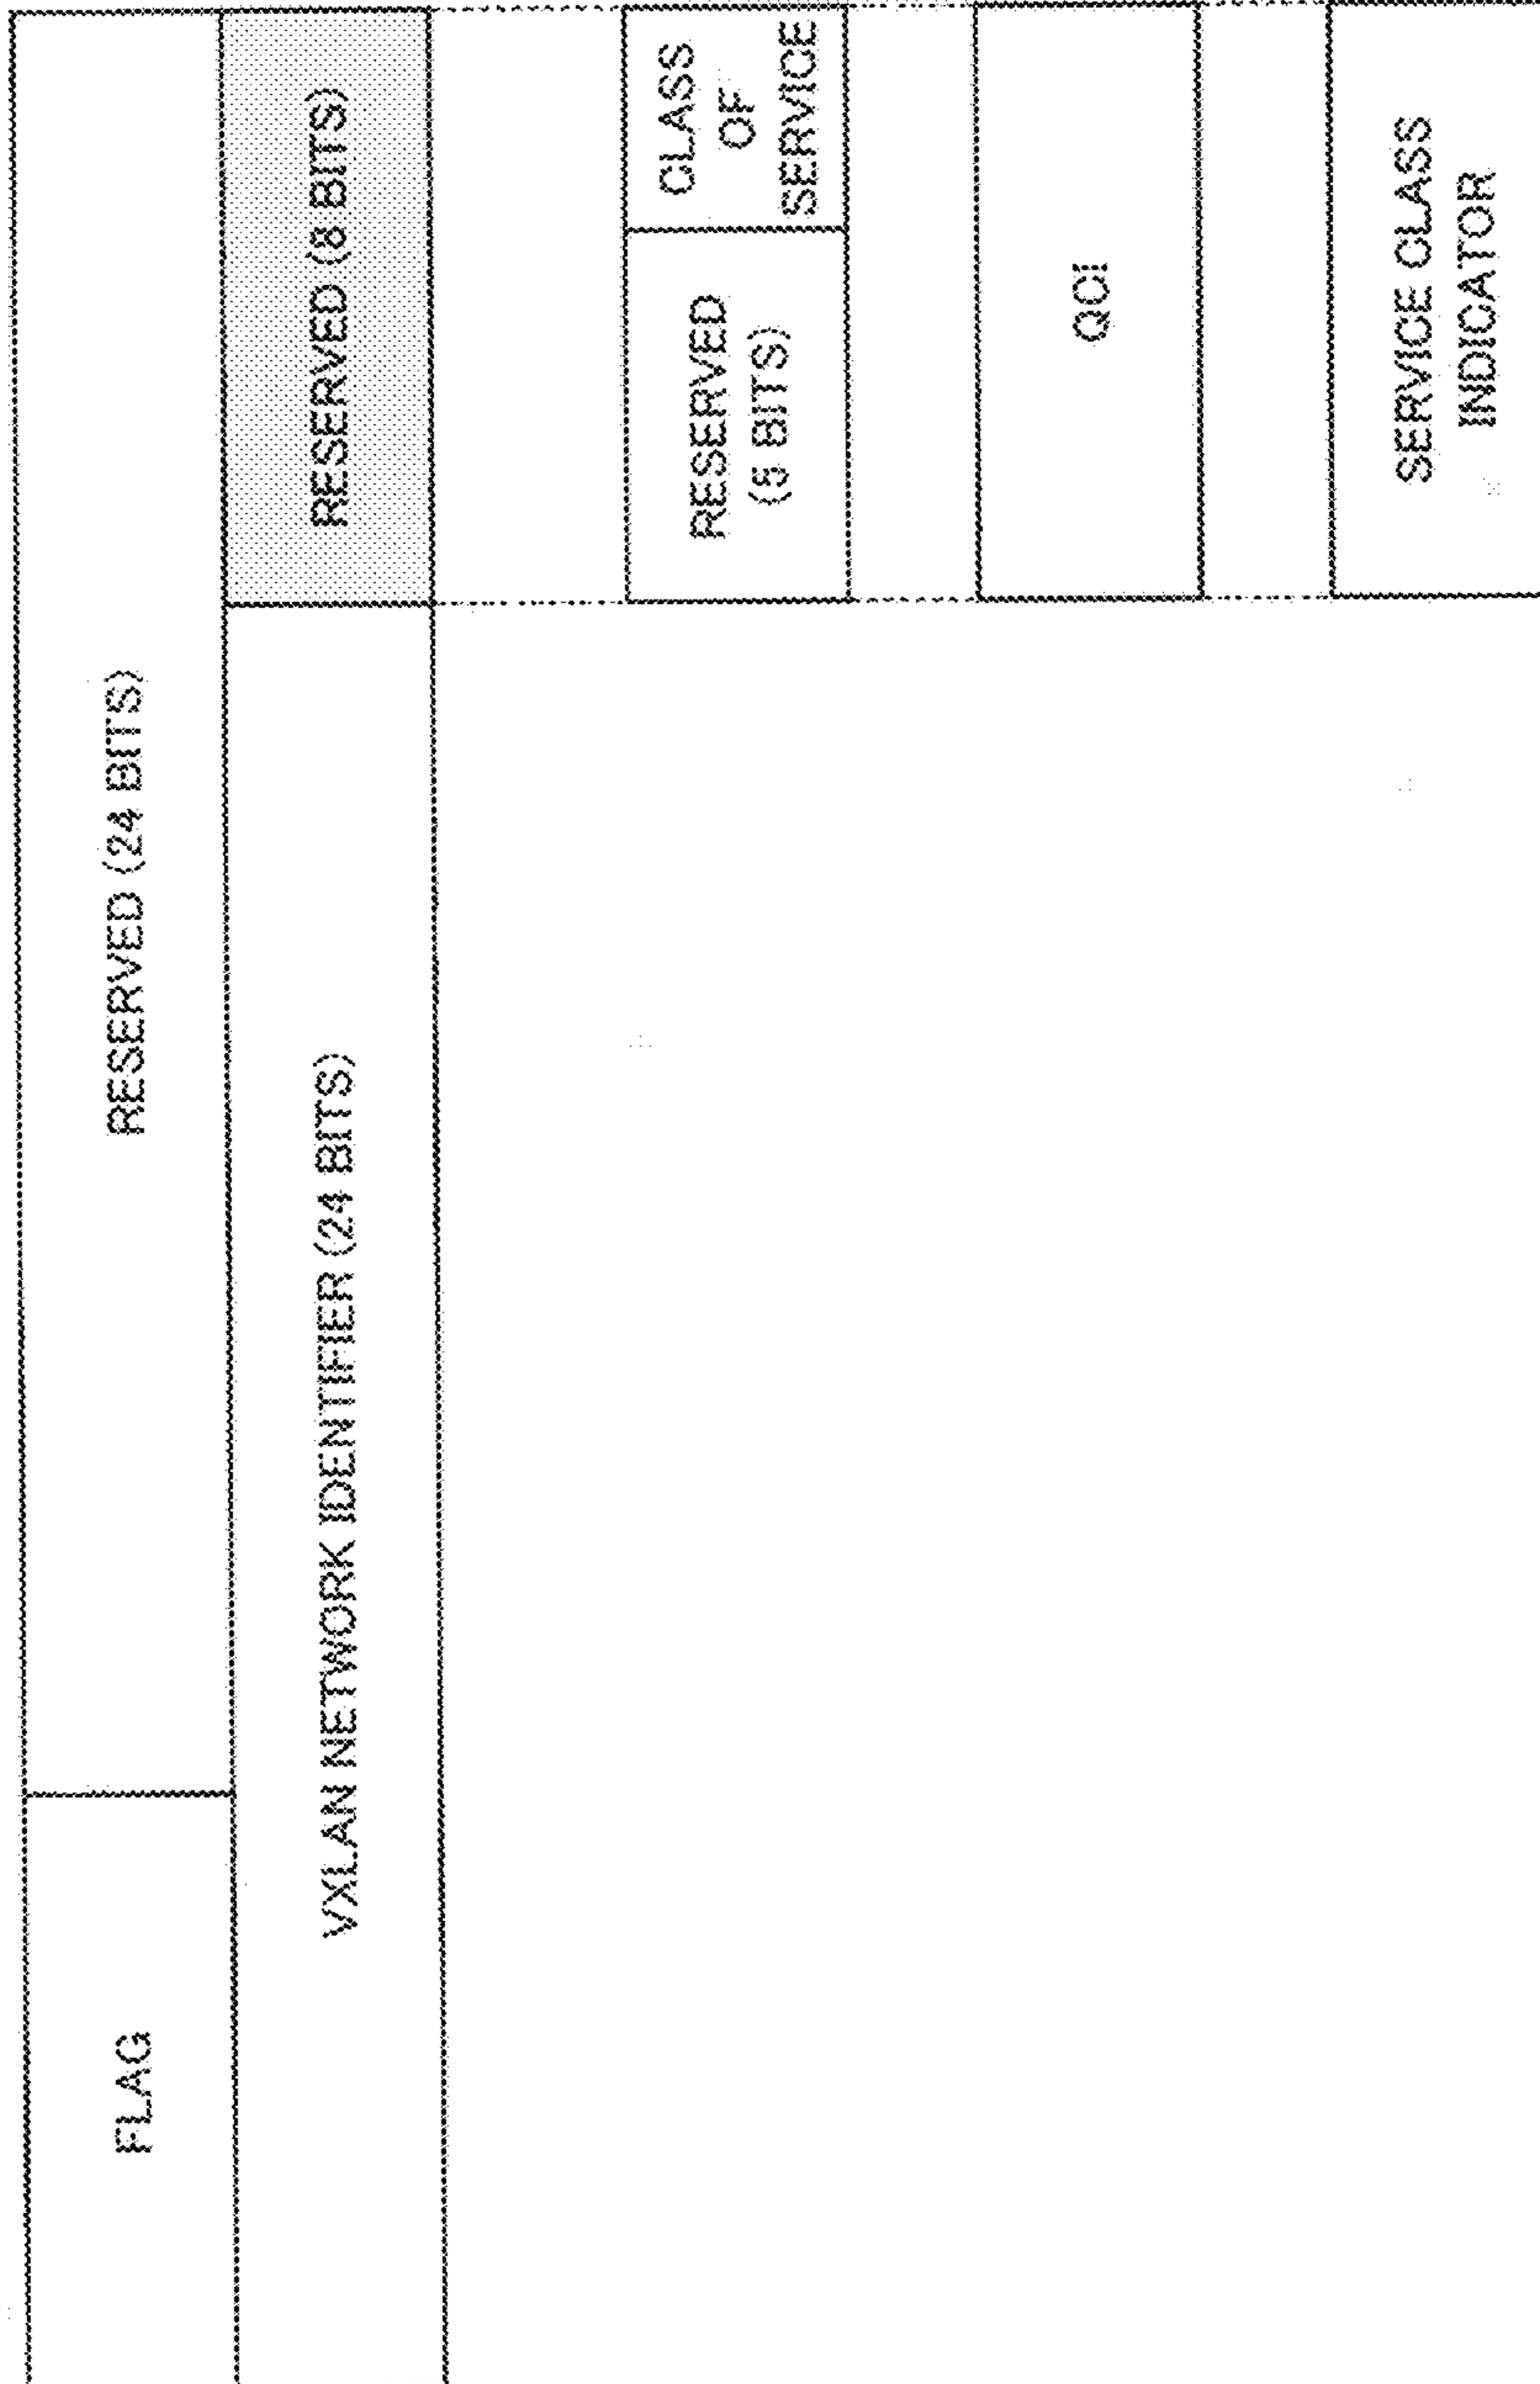 FLAG
RESERVED (24 BITS)
VXLAN NETWORK IDENTIFIER (24 BITS)
RESERVED (8 BITS)
RESERVED
(5 BITS)
CLASS
OF
SERVICE
QCI
SERVICE CLASS
INDICATOR